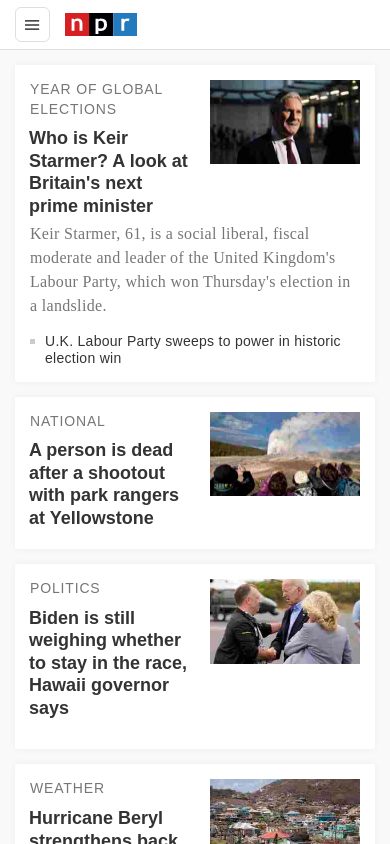 npr
YEAR OF GLOBAL
ELECTIONS
Who is Keir
Starmer? A look at
Britain's next
prime minister
Keir Starmer, 61, is a social liberal, fiscal
moderate and leader of the United Kingdom's
Labour Party, which won Thursday's election in
a landslide.
U.K. Labour Party sweeps to power in historic
election win
NATIONAL
A person is dead
after a shootout
with park rangers
at Yellowstone
POLITICS
Biden is still
weighing whether
to stay in the race,
Hawaii governor
says
WEATHER
Hurricane Beryl
strengthens back